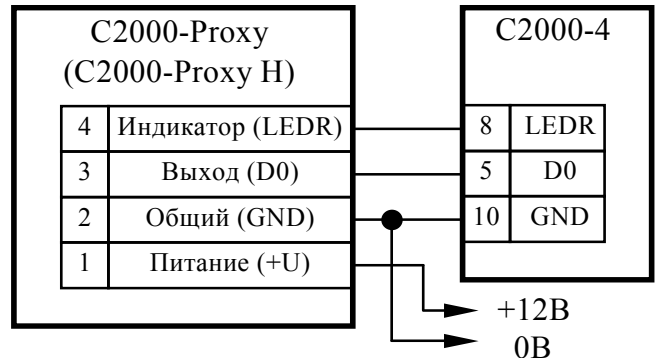 С2000-Proxy
(С2000-Proxy H)
4 Индикатор (LEDR)
3 Выход (D0)
2 Общий (GND)
1 Питание (+U)
С2000-4
8 LEDR
5 D0
10 GND
+12В
0В